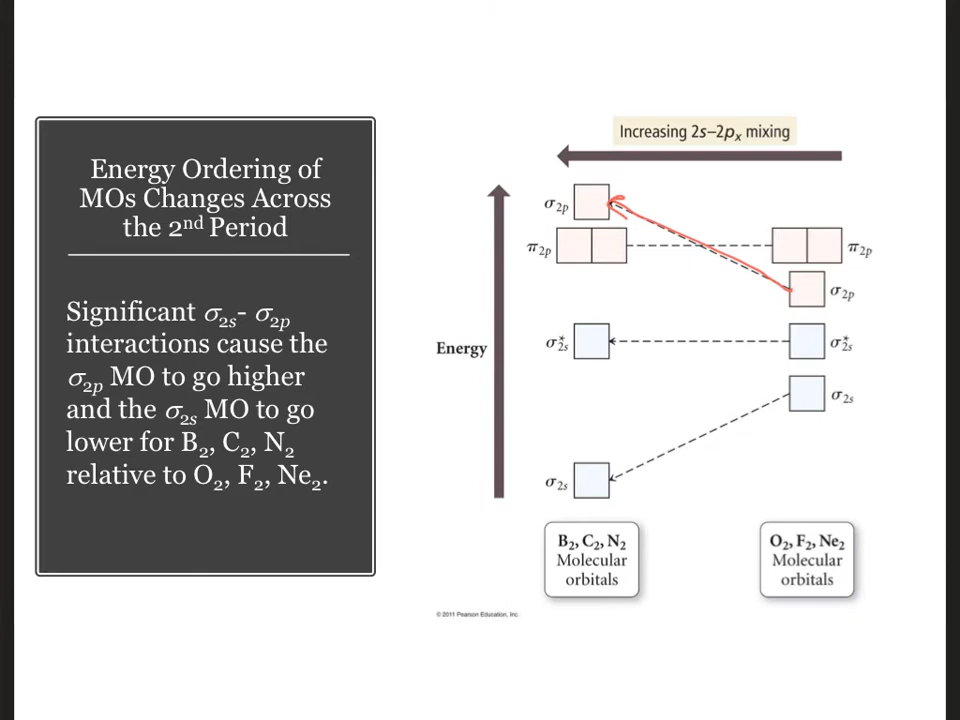 Energy Ordering of
MOs Changes Across
the 2nd Period
Significant σ2s- σ2p
interactions cause the
σ2p MO to go higher
and the σ2s MO to go
lower for B2, C2, N2
relative to O2, F2, Ne2.
Increasing 2s–2px mixing
Energy
σ2p
π2p
σ*2s
σ2s
π2p
σ2p
σ*2s
σ2s
B2, C2, N2
Molecular
orbitals
O2, F2, Ne2
Molecular
orbitals
© 2011 Pearson Education, Inc.